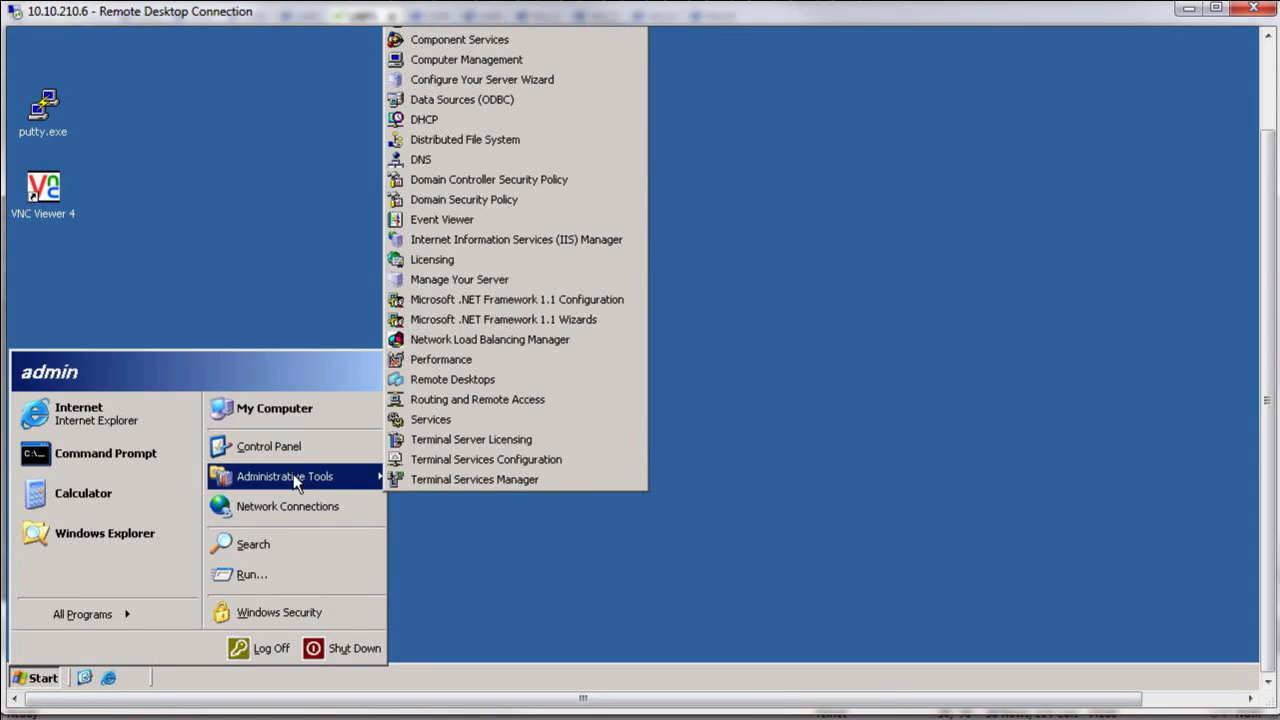 10.10.210.6 - Remote Desktop Connection
putty.exe
VNC Viewer 4
Component Services
Computer Management
Configure Your Server Wizard
Data Sources (ODBC)
DHCP
Distributed File System
DNS
Domain Controller Security Policy
Domain Security Policy
Event Viewer
Internet Information Services (IIS) Manager
Licensing
Manage Your Server
Microsoft .NET Framework 1.1 Configuration
Microsoft .NET Framework 1.1 Wizards
Network Load Balancing Manager
Performance
Remote Desktops
Routing and Remote Access
Services
Terminal Server Licensing
Terminal Services Configuration
Terminal Services Manager
admin
Internet
Internet Explorer
Command Prompt
Calculator
Windows Explorer
All Programs
My Computer
Control Panel
Administrative Tools
Network Connections
Search
Run...
Windows Security
Log Off
Shut Down
Start